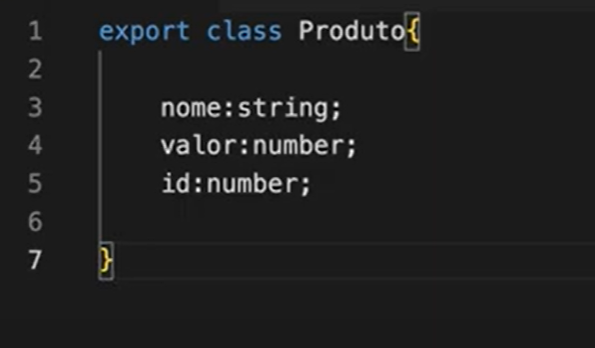 1 export class Produto{
2
3 nome:string;
4 valor:number;
5 id:number;
6
7 }